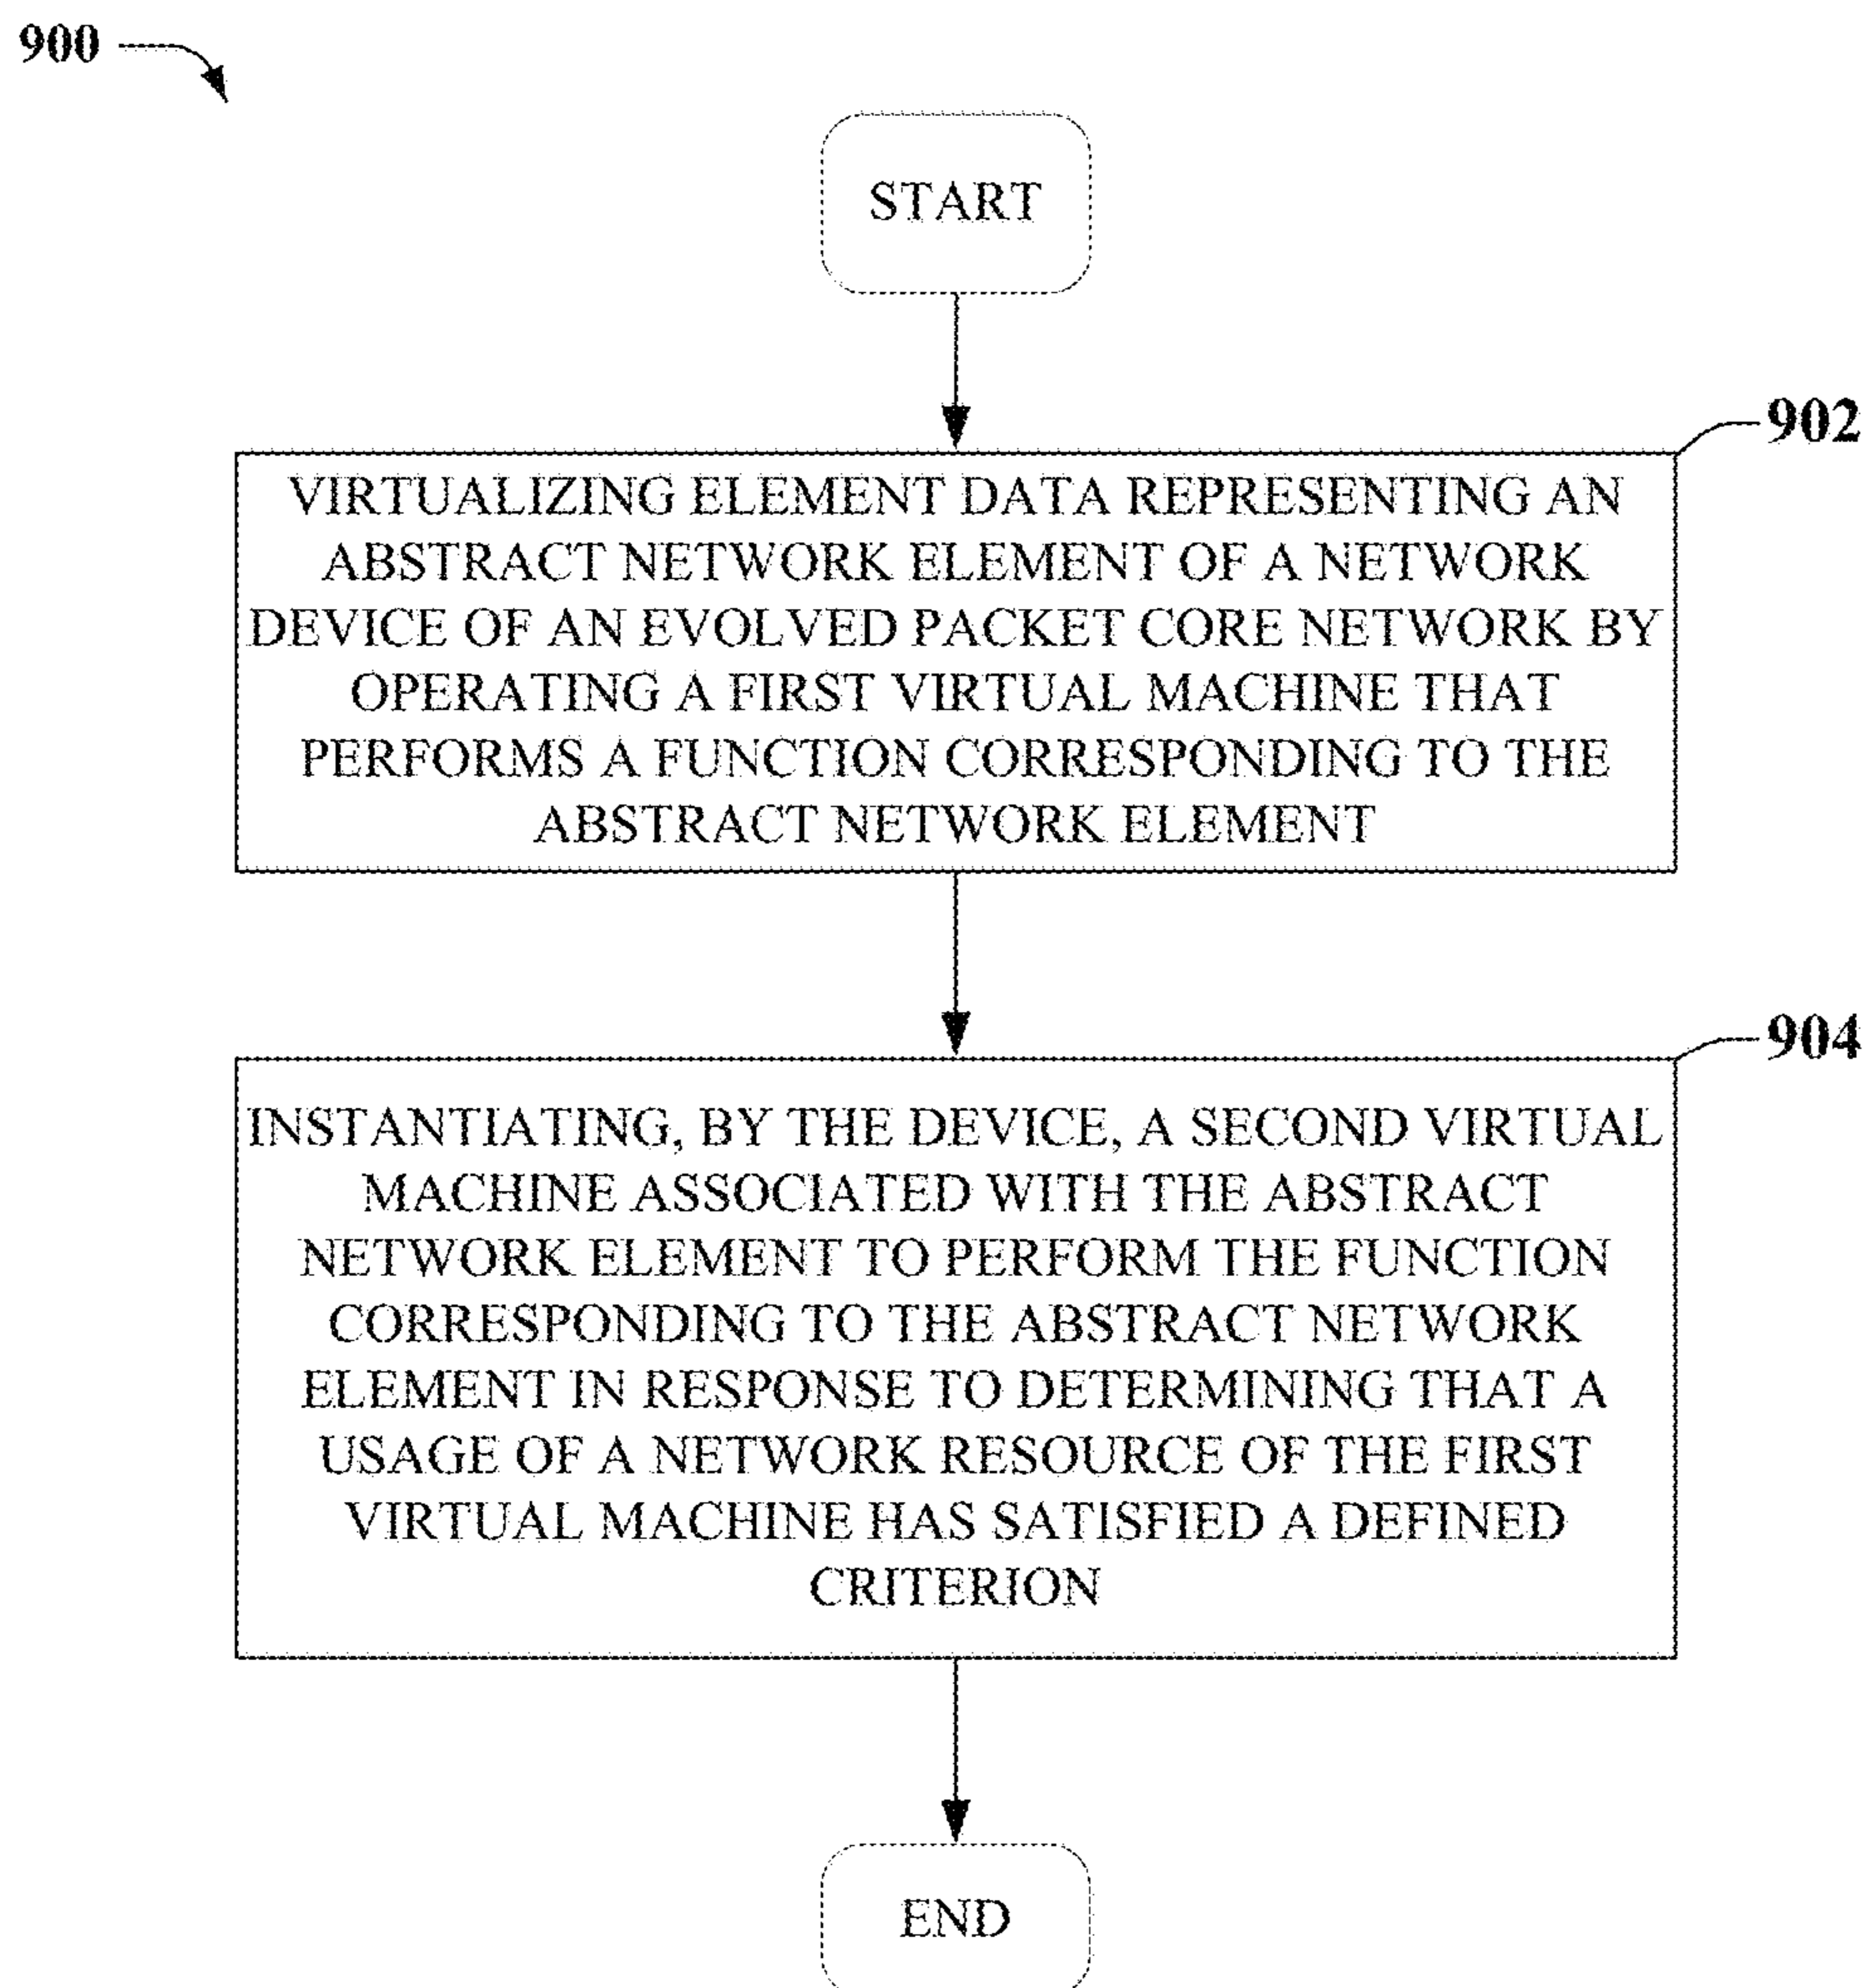 900
START
902
VIRTUALIZING ELEMENT DATA REPRESENTING AN
ABSTRACT NETWORK ELEMENT OF A NETWORK
DEVICE OF AN EVOLVED PACKET CORE NETWORK BY
OPERATING A FIRST VIRTUAL MACHINE THAT
PERFORMS A FUNCTION CORRESPONDING TO THE
ABSTRACT NETWORK ELEMENT
904
INSTANTIATING, BY THE DEVICE, A SECOND VIRTUAL
MACHINE ASSOCIATED WITH THE ABSTRACT
NETWORK ELEMENT TO PERFORM THE FUNCTION
CORRESPONDING TO THE ABSTRACT NETWORK
ELEMENT IN RESPONSE TO DETERMINING THAT A
USAGE OF A NETWORK RESOURCE OF THE FIRST
VIRTUAL MACHINE HAS SATISFIED A DEFINED
CRITERION
END